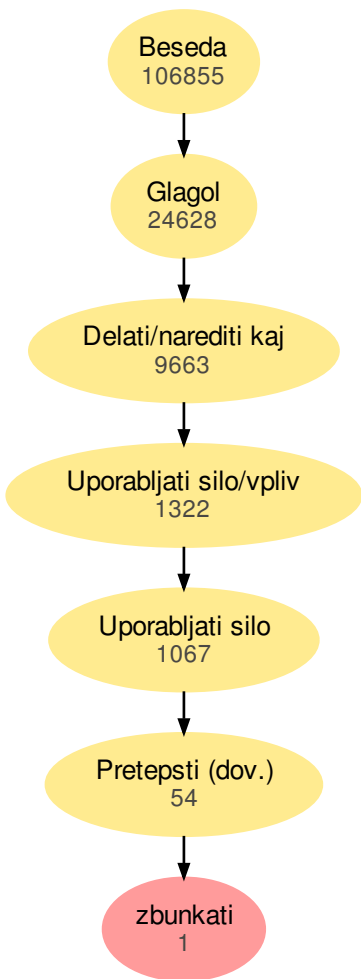 Beseda
106855
Glagol
24628
Delati/narediti kaj
9663
Uporabljati silo/vpliv
1322
Uporabljati silo
1067
Pretepsti (dov.)
54
zbunkati
1